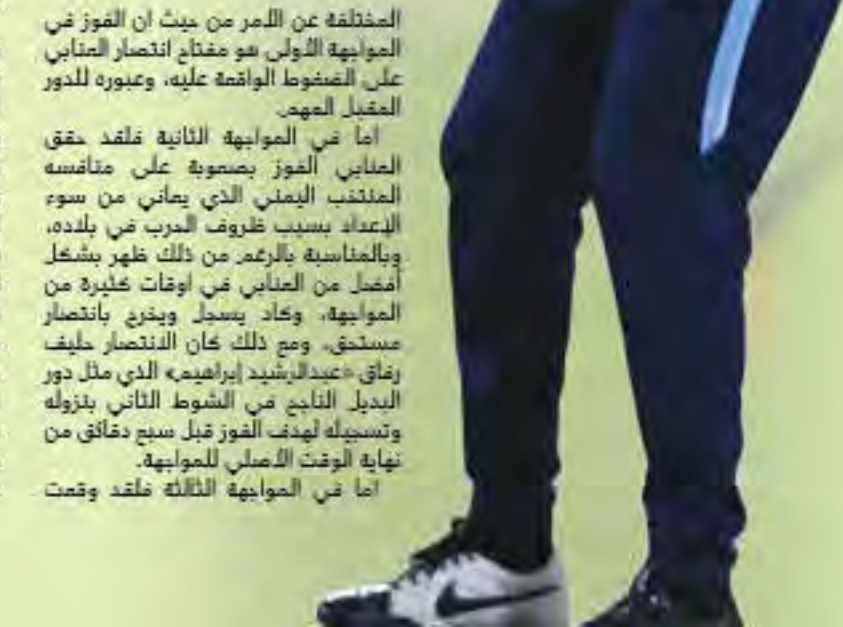 المختلفة عن الأمر من حيث ان الفوز في
المواجهة الأولى هو مفتاح انتصار العنابي
على الضغوط الواقعة عليه، وعبوره للدور
المقبل المهم.
اما في المواجهة الثانية فلقد حقق
العنابي الفوز بصعوبة على منافسه
المنتخب اليمني الذي يعاني من سوء
الإعداد بسبب ظروف الحرب في بلاده،
وبالمناسبة بالرغم من ذلك ظهر بشكل
أفضل من العنابي في اوقات كثيرة من
المواجهة، وكاد يسجل ويخرج بانتصار
مستحق، ومع ذلك كان الانتصار حليف
رفاق «عبدالرشيد إبراهيم» الذي مثل دور
البديل الناجح في الشوط الثاني بنزوله
وتسجيله لهدف الفوز قبل سبع دقائق من
نهاية الوقت الأصلي للمواجهة.
اما في المواجهة الثالثة فلقد وقعت